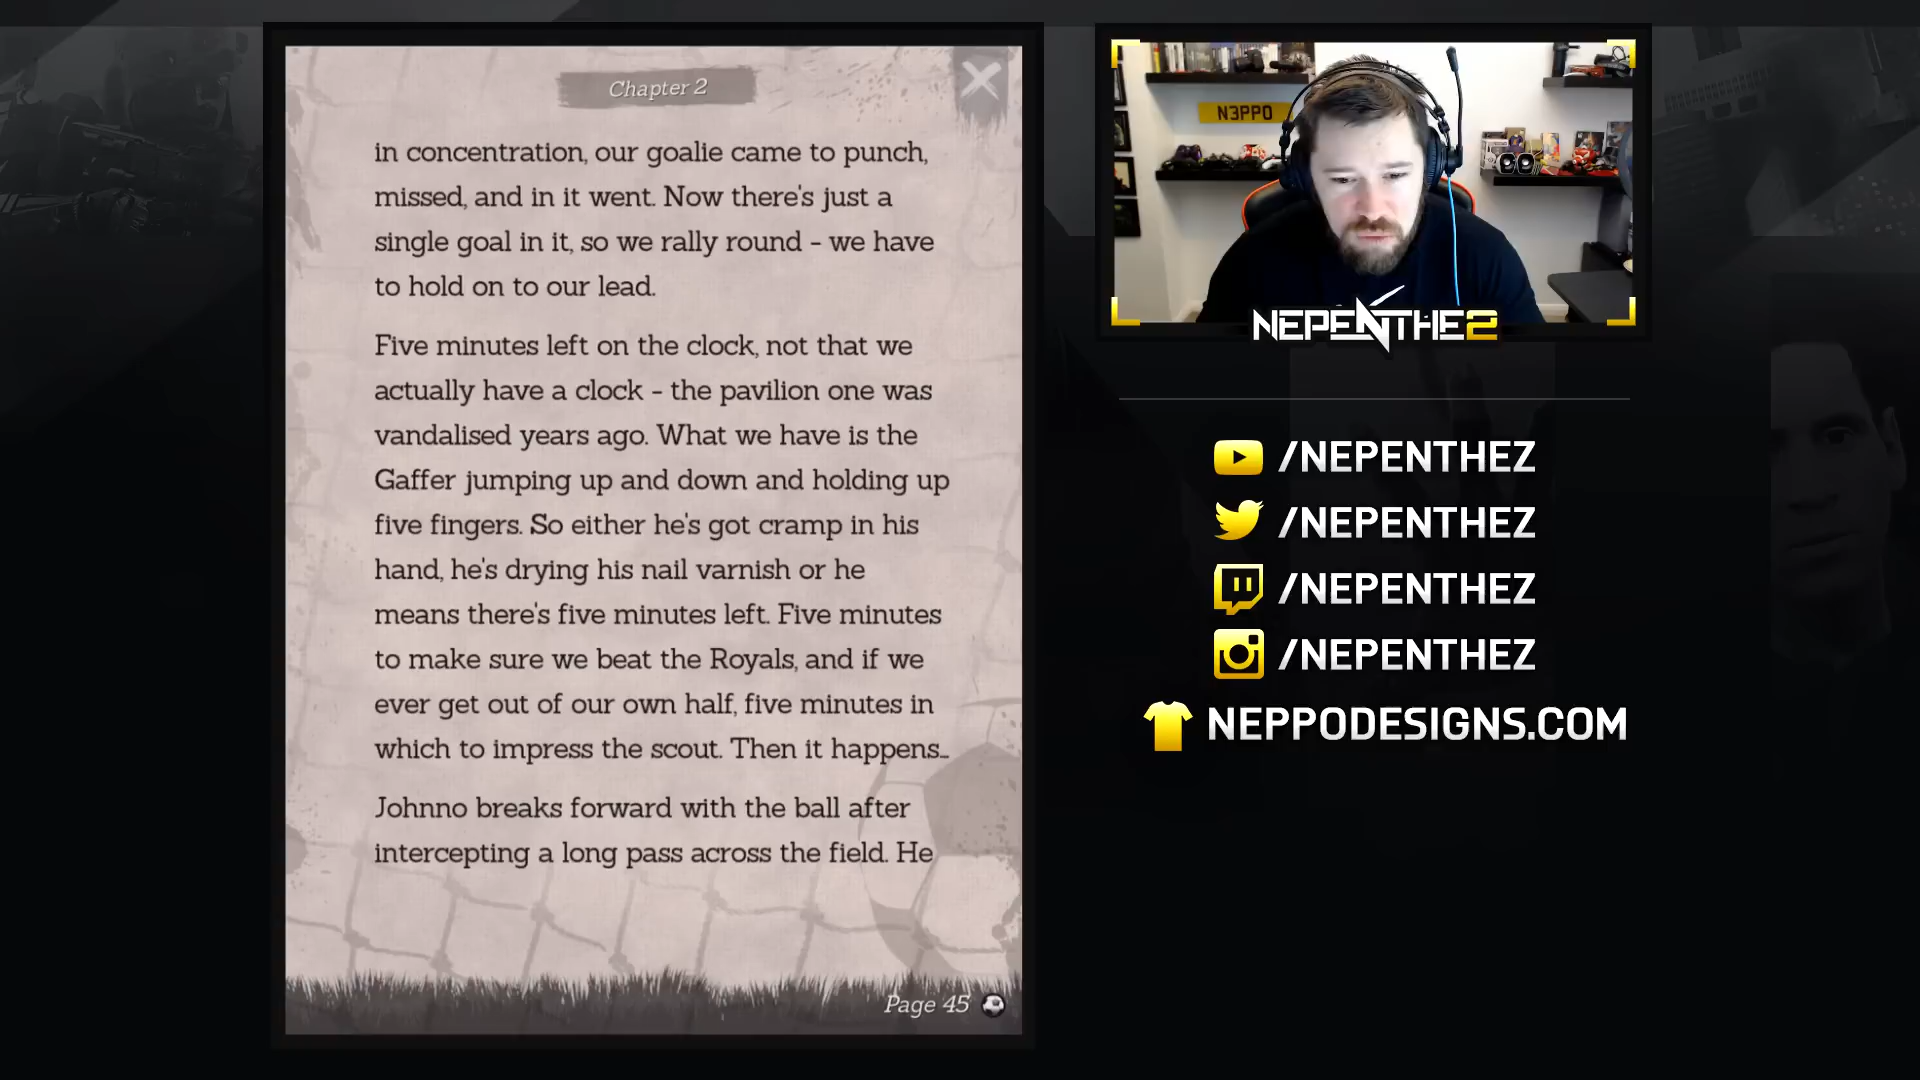 Chapter 2
in concentration, our goalie came to punch,
missed, and in it went. Now there's just a
single goal in it, so we rally round - we have
to hold on to our lead.
Five minutes left on the clock, not that we
actually have a clock - the pavilion one was
vandalised years ago. What we have is the
Gaffer jumping up and down and holding up
five fingers. So either he's got cramp in his
hand, he's drying his nail varnish or he
means there's five minutes left. Five minutes
to make sure we beat the Royals, and if we
ever get out of our own half, five minutes in
which to impress the scout. Then it happens...
Johnno breaks forward with the ball after
intercepting a long pass across the field. He
Page 45
N3PPO
NEPENTHEZ
/NEPENTHEZ
/NEPENTHEZ
/NEPENTHEZ
/NEPENTHEZ
NEPPODESIGNS.COM